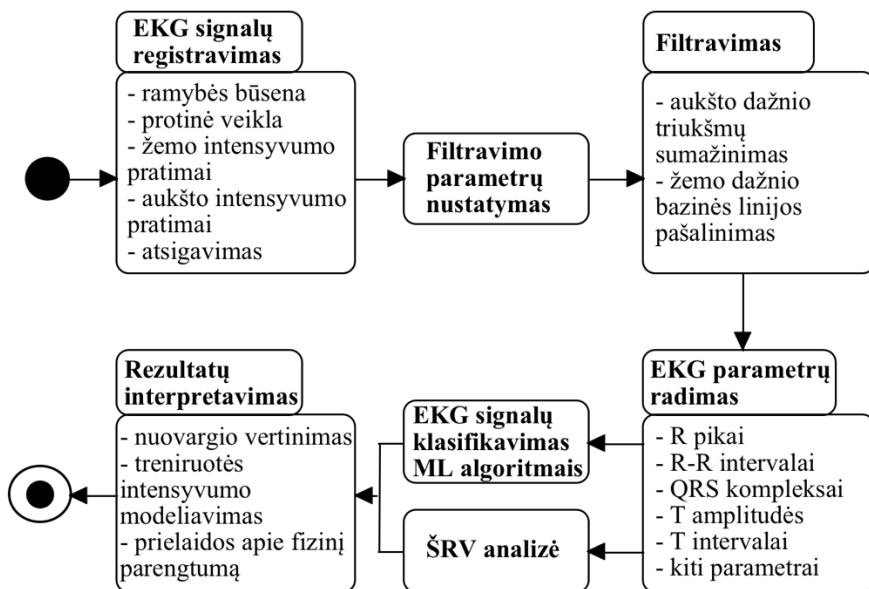 EKG signalų
registravimas
- ramybės būsena
- protinė veikla
- žemo intensyvumo
pratimai
- aukšto intensyvumo
pratimai
- atsigavimas
Filtravimo
parametrų
nustatymas
Filtravimas
- aukšto dažnio
triukšmų
sumažinimas
- žemo dažnio
bazinės linijos
pašalinimas
EKG parametrų
radimas
- R pikai
- R-R intervalai
- QRS kompleksai
- T amplitudės
- T intervalai
- kiti parametrai
EKG signalų
klasifikavimas
ML algoritmais
ŠRV analizė
Rezultatų
interpretavimas
- nuovargio vertinimas
- treniruotės
intensyvumo
modeliavimas
- prielaidos apie fizinį
parengtumą